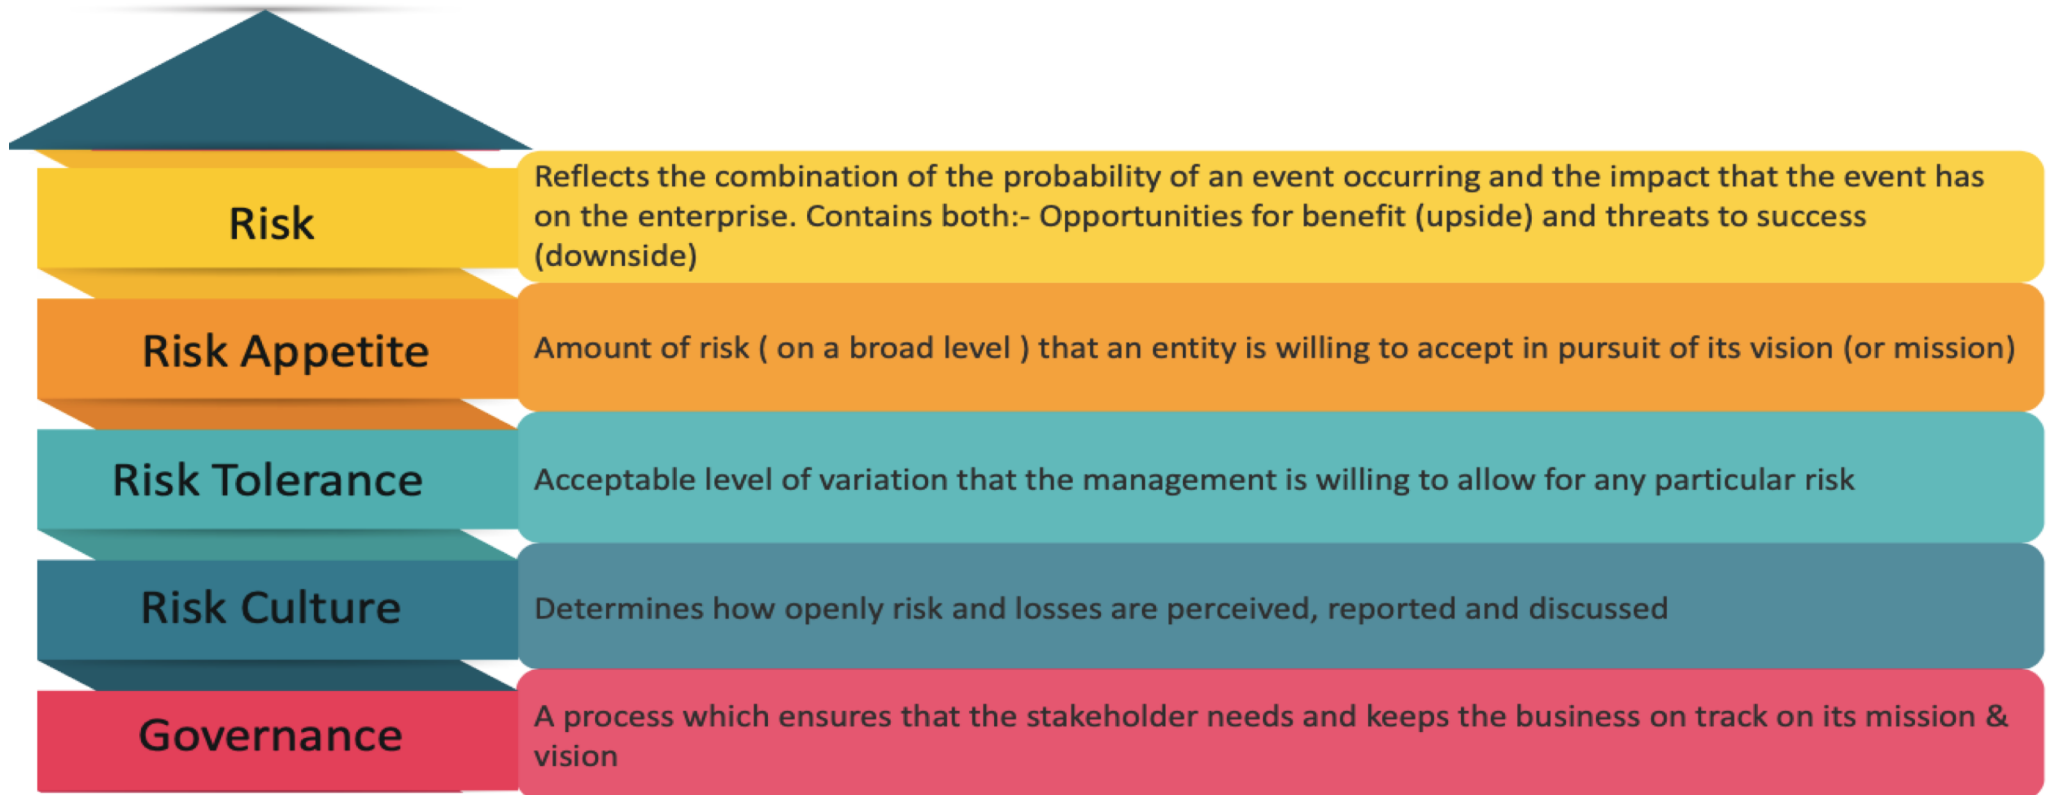 Risk
Reflects the combination of the probability of an event occurring and the impact that the event has
on the enterprise. Contains both:- Opportunities for benefit (upside) and threats to success
(downside)
Risk Appetite
Amount of risk ( on a broad level ) that an entity is willing to accept in pursuit of its vision (or mission)
Risk Tolerance
Acceptable level of variation that the management is willing to allow for any particular risk
Risk Culture
Determines how openly risk and losses are perceived, reported and discussed
Governance
A process which ensures that the stakeholder needs and keeps the business on track on its mission &
vision